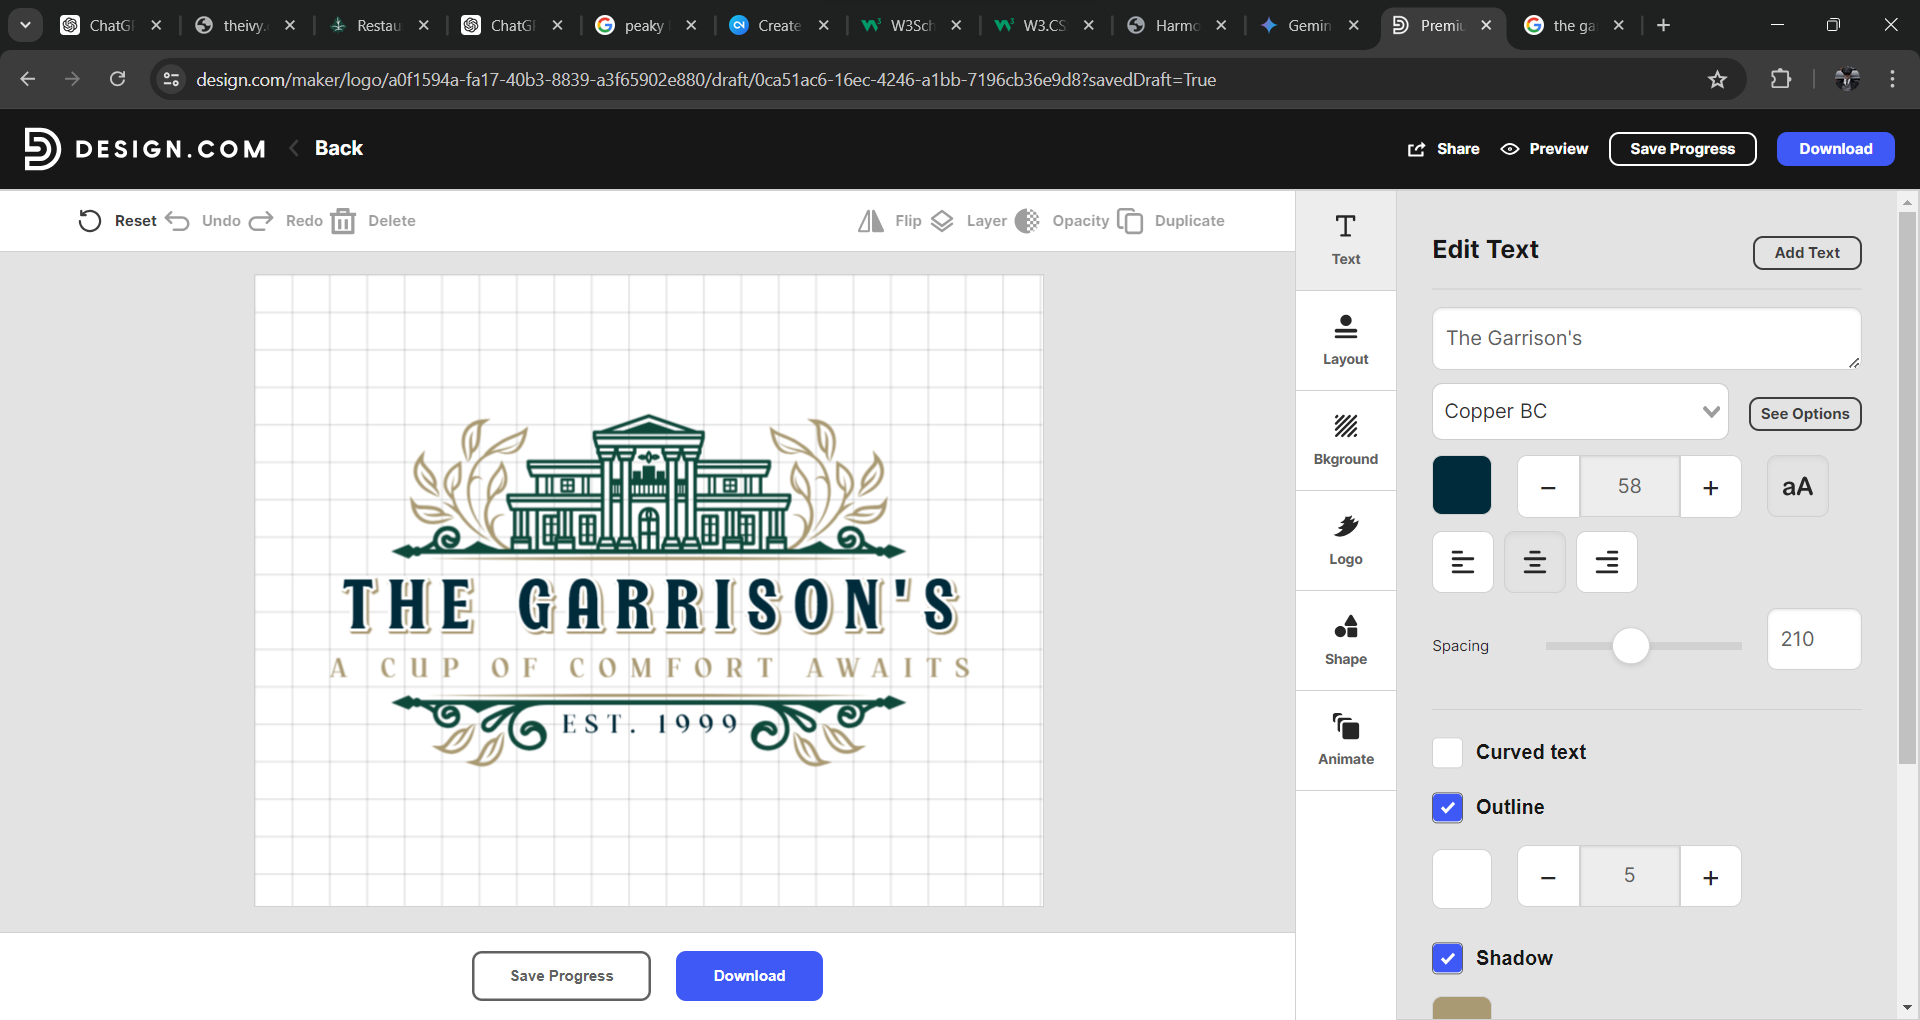 ChatGP
theivy.
Restau
ChatGP
peaky
Create
W3Sch
W3.CS
Harmo
Gemin
Premiu
the ga
design.com/maker/logo/a0f1594a-fa17-40b3-8839-a3f65902e880/draft/0ca51ac6-16ec-4246-a1bb-7196cb36e9d8?savedDraft=True
DESIGN.COM
Back
Share
Preview
Save Progress
Download
Reset
Undo
Redo
Delete
Flip
Layer
Opacity
Duplicate
THE GARRISON'S
A CUP OF COMFORT AWAITS
EST. 1999
Save Progress
Download
Text
Layout
Bkground
Logo
Shape
Animate
Edit Text
Add Text
The Garrison's
Copper BC
See Options
58
aA
Spacing
210
Curved text
Outline
5
Shadow